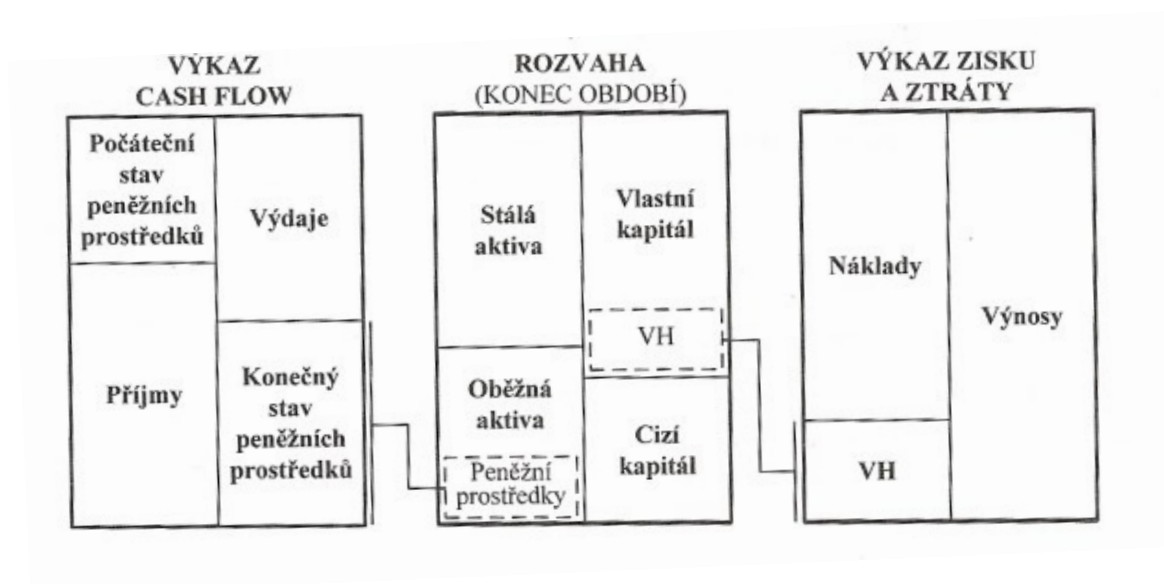 VÝKAZ
CASH FLOW
Počáteční
stav
peněžních
prostředků
Výdaje
Příjmy
Konečný
stav
peněžních
prostředků
ROZVAHA
(KONEC OBDOBÍ)
Stálá
aktiva
Vlastní
kapitál
VH
Oběžná
aktiva
Peněžní
prostředky
Cizí
kapitál
VÝKAZ ZISKU
A ZTRÁTY
Náklady
Výnosy
VH